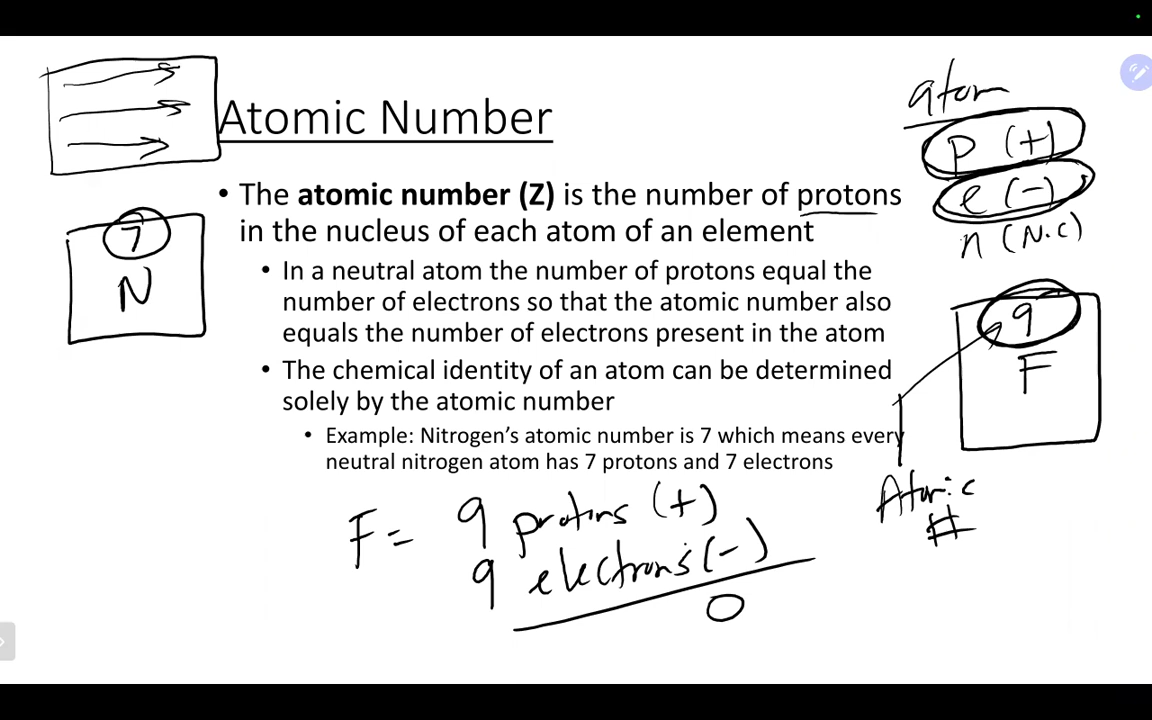 Atomic Number
• The atomic number (Z) is the number of protons
in the nucleus of each atom of an element
• In a neutral atom the number of protons equal the
number of electrons so that the atomic number also
equals the number of electrons present in the atom
• The chemical identity of an atom can be determined
solely by the atomic number
• Example: Nitrogen's atomic number is 7 which means every
neutral nitrogen atom has 7 protons and 7 electrons
7
N
atom
p (+)
e (-)
n (N.C)
9
F
Atomic
#
F = 9 protons (+)
9 electrons (-)
0